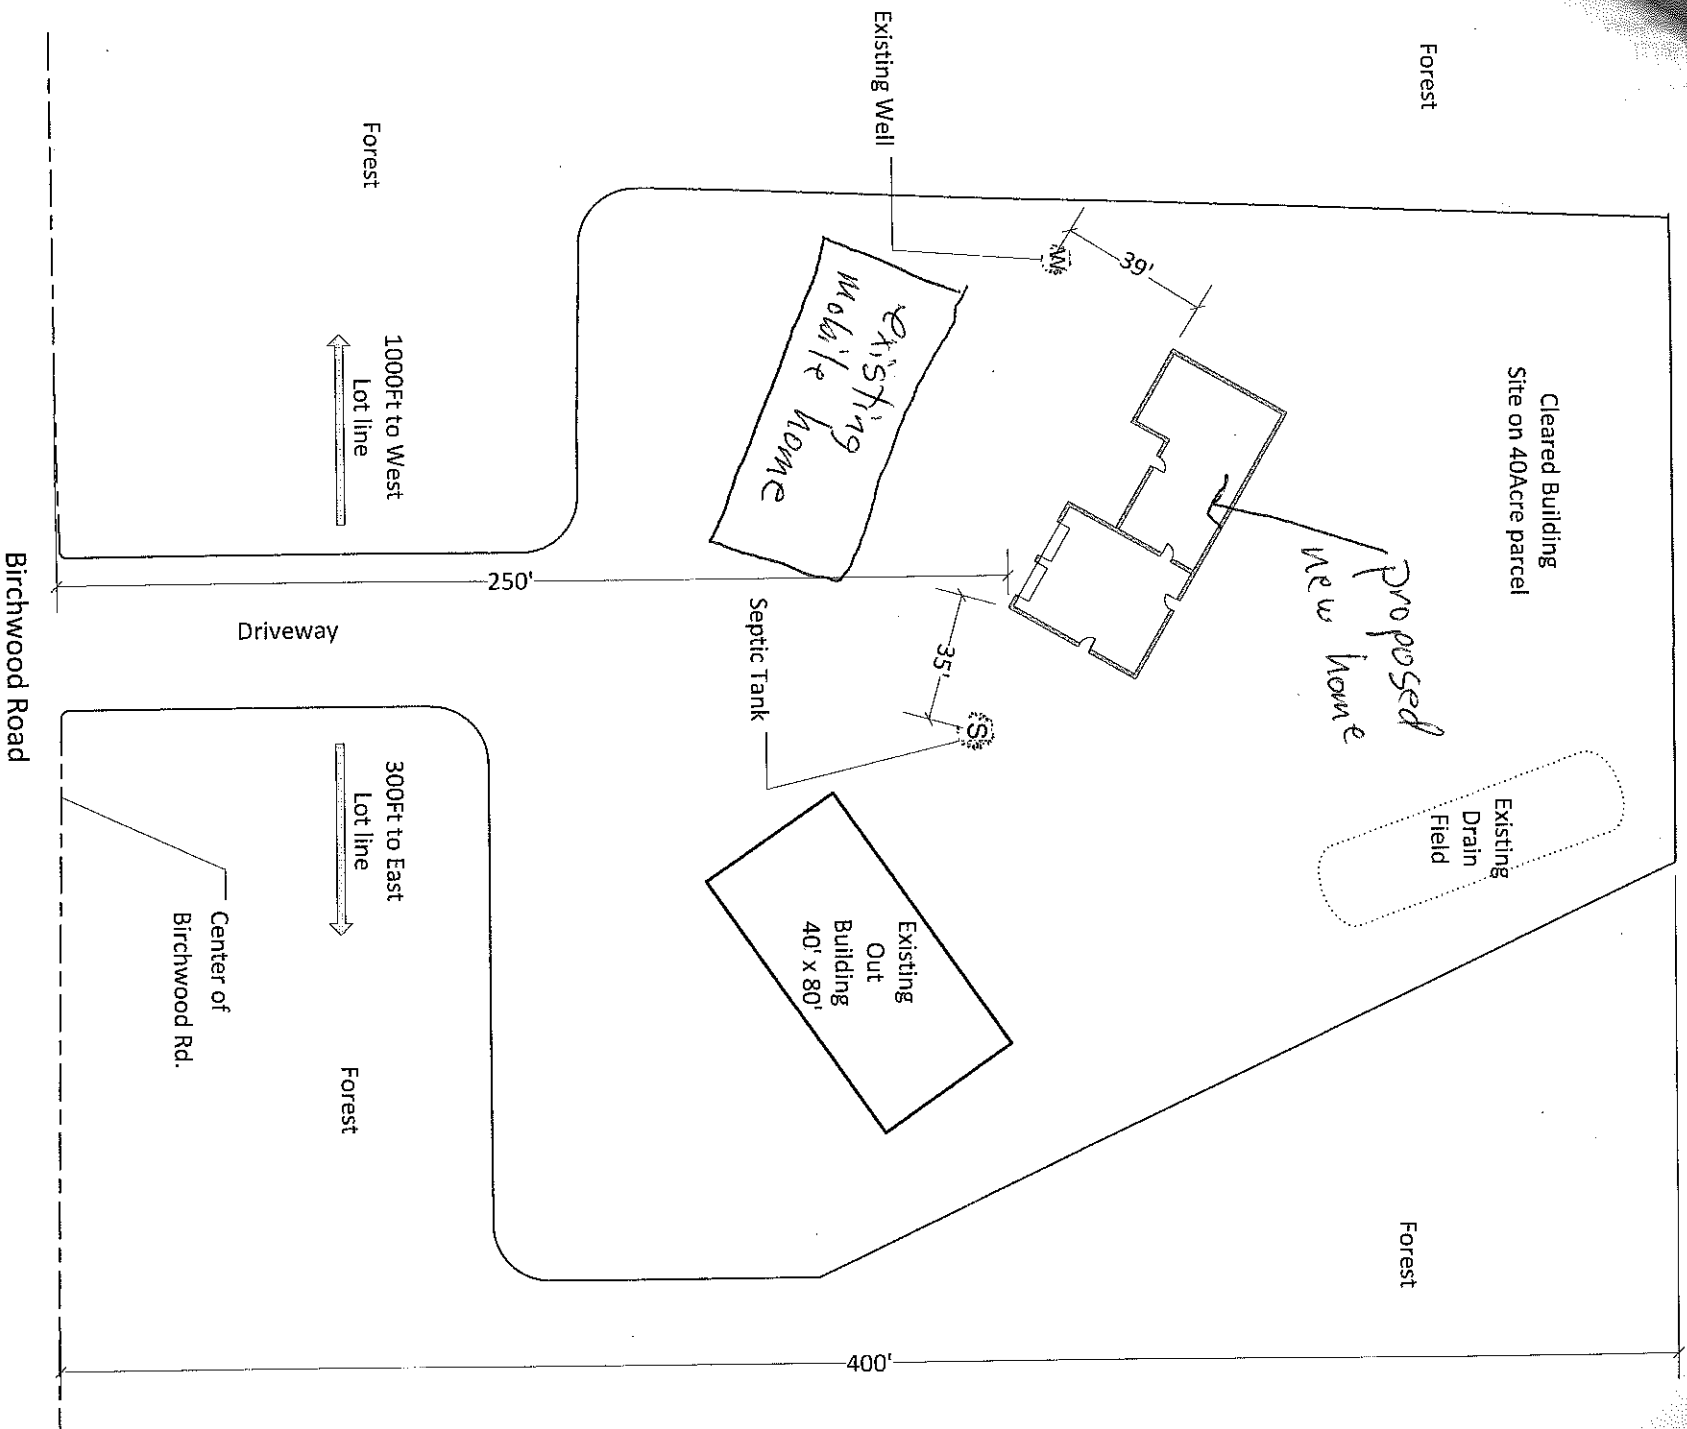 Forest
Cleared Building
Site on 40Acre parcel
Forest
Existing Drain
Field
proposed
new home
39'
W
Existing Well
existing
mobile home
35'
S
Septic Tank
Existing
Out
Building
40' x 80'
400'
250'
Forest
1000Ft to West
Lot line
Driveway
300Ft to East
Lot line
Forest
Center of
Birchwood Rd.
Birchwood Road